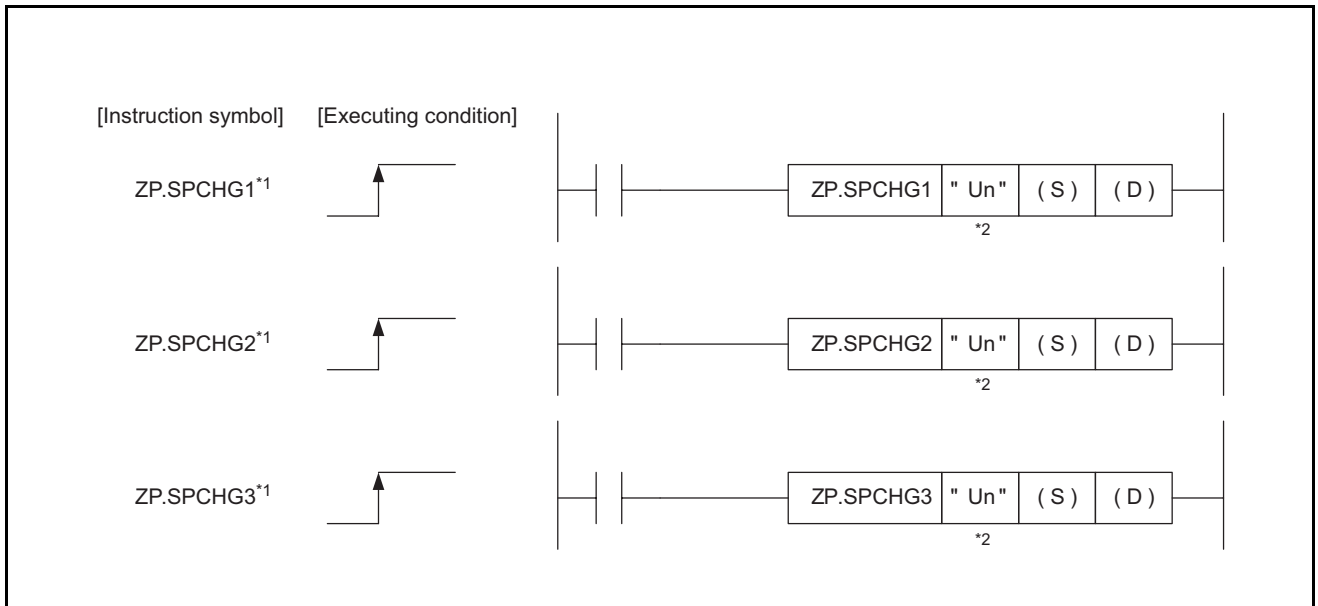 [Instruction symbol] [Executing condition]
ZP.SPCHG1*1 ZP.SPCHG1 " Un" ( S ) ( D )
*2
ZP.SPCHG2*1 ZP.SPCHG2 " Un" ( S ) ( D )
*2
ZP.SPCHG3*1 ZP.SPCHG3 " Un" ( S ) ( D )
*2